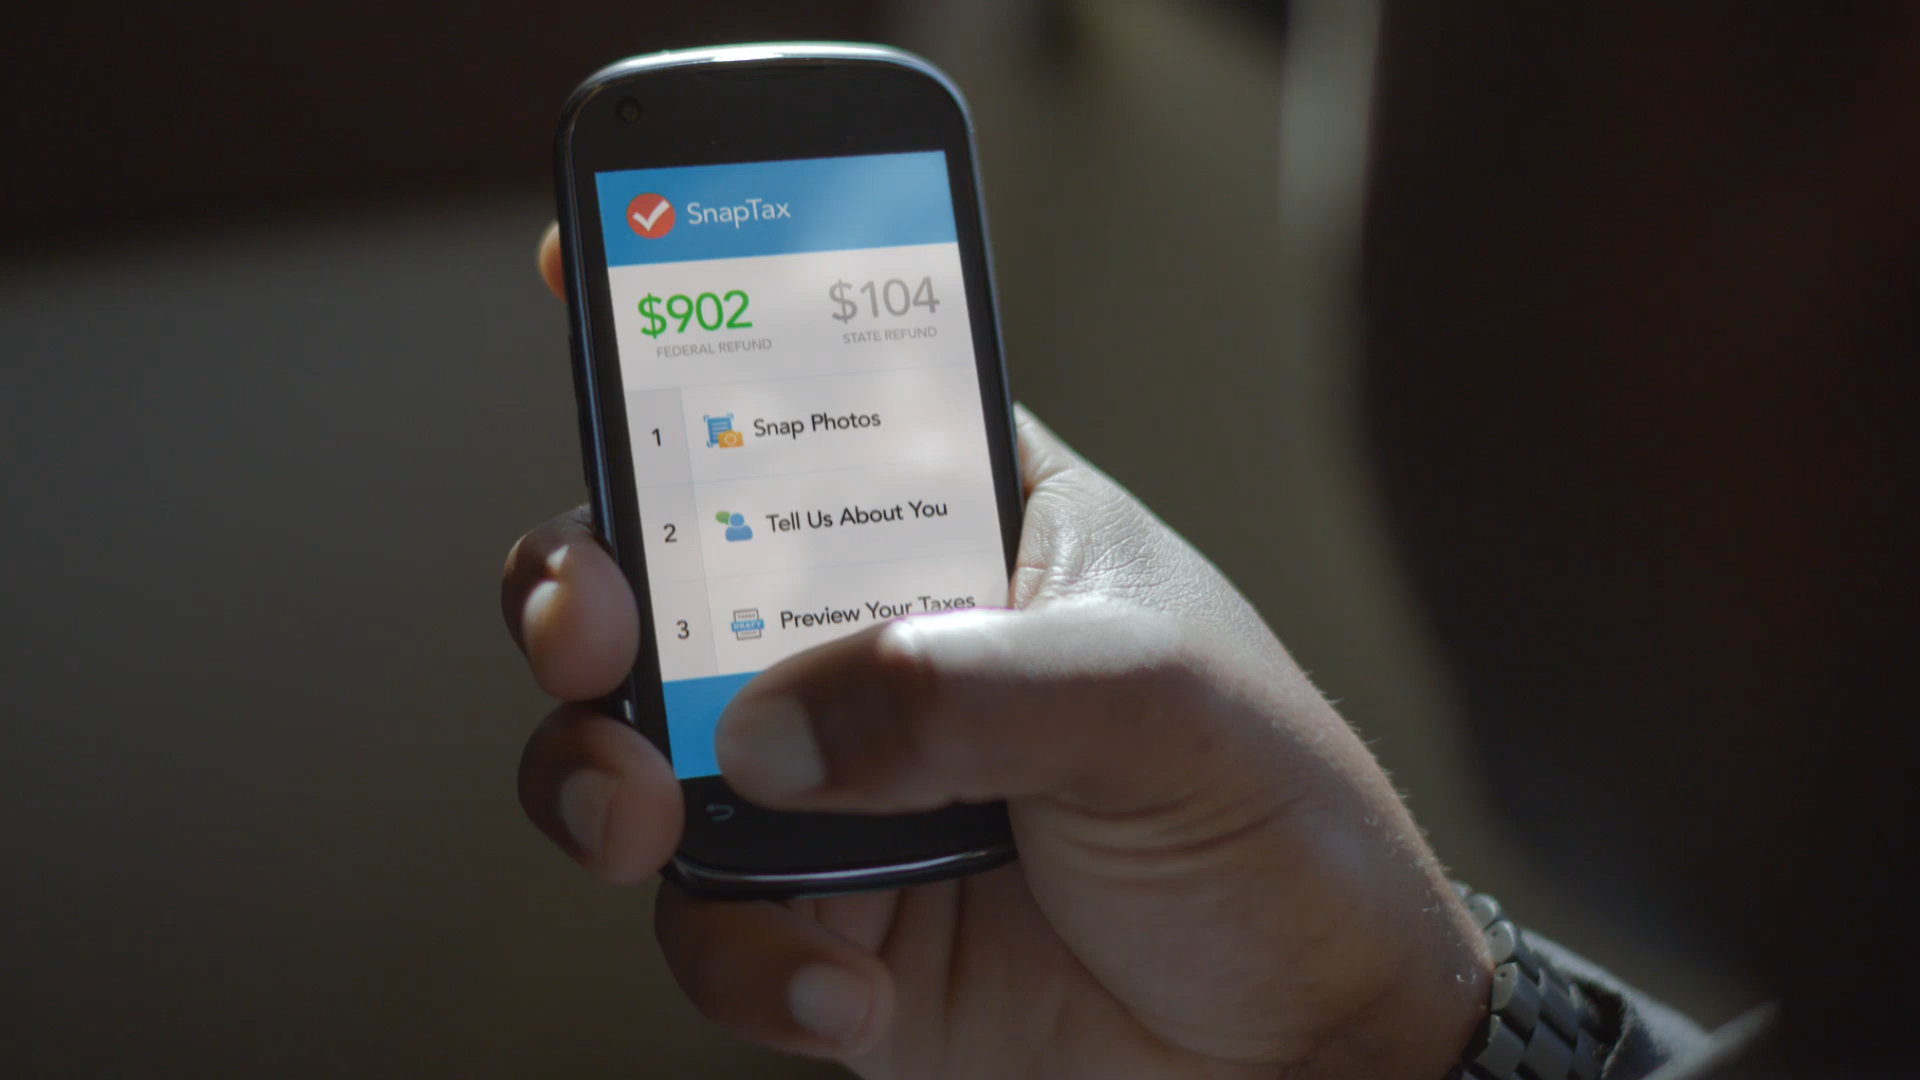 SnapTax
$902 $104
FEDERAL REFUND STATE REFUND
1 Snap Photos
2 Tell Us About You
3 Preview Your Taxes
DRAFT